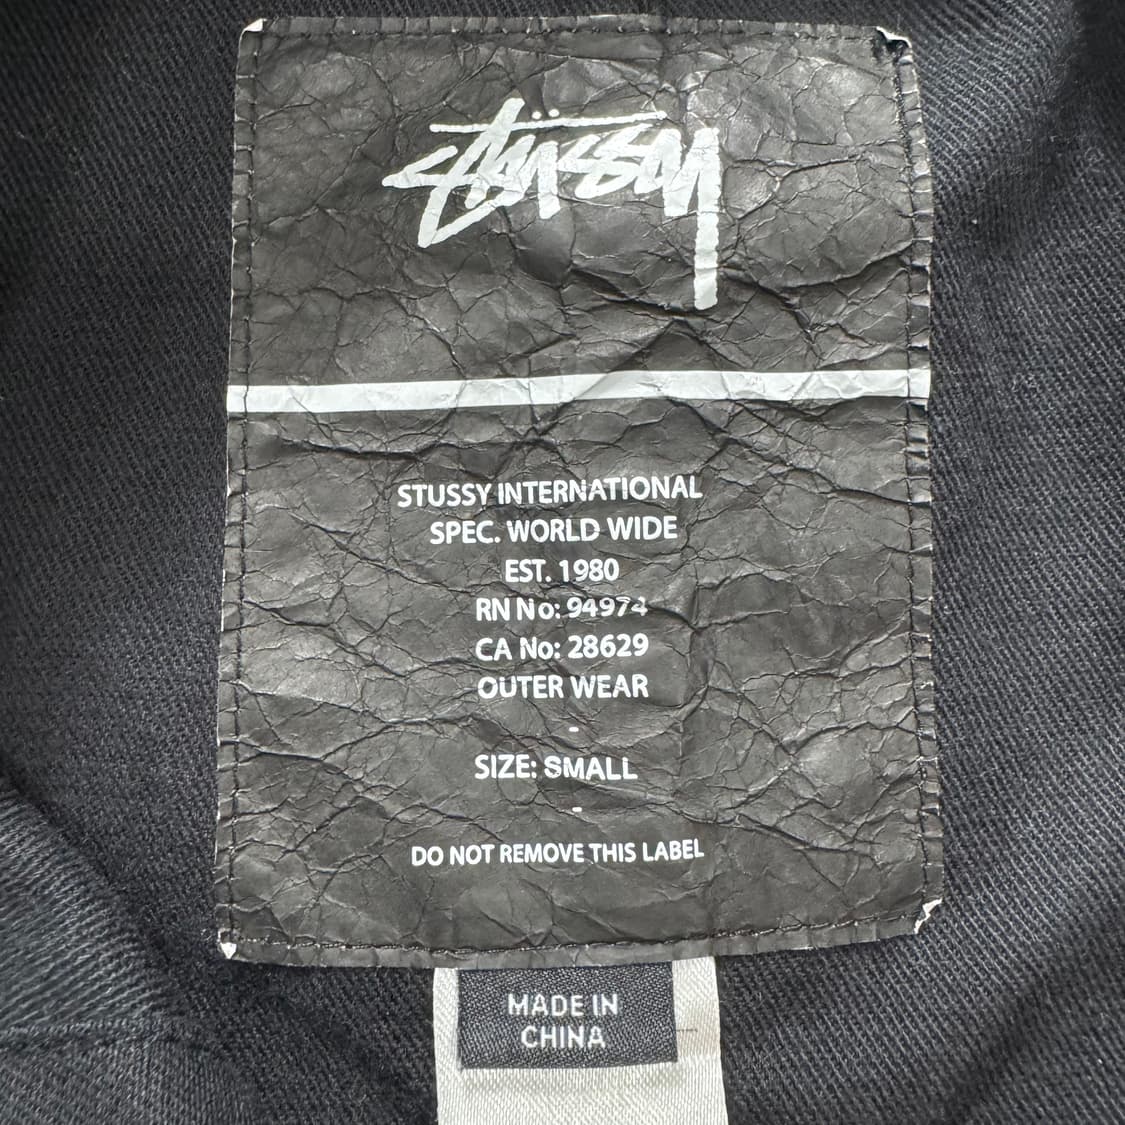 Stüssy
STUSSY INTERNATIONAL
SPEC. WORLD WIDE
EST. 1980
RN No: 94974
CA No: 28629
OUTER WEAR
-
SIZE: SMALL
-
DO NOT REMOVE THIS LABEL
MADE IN
CHINA